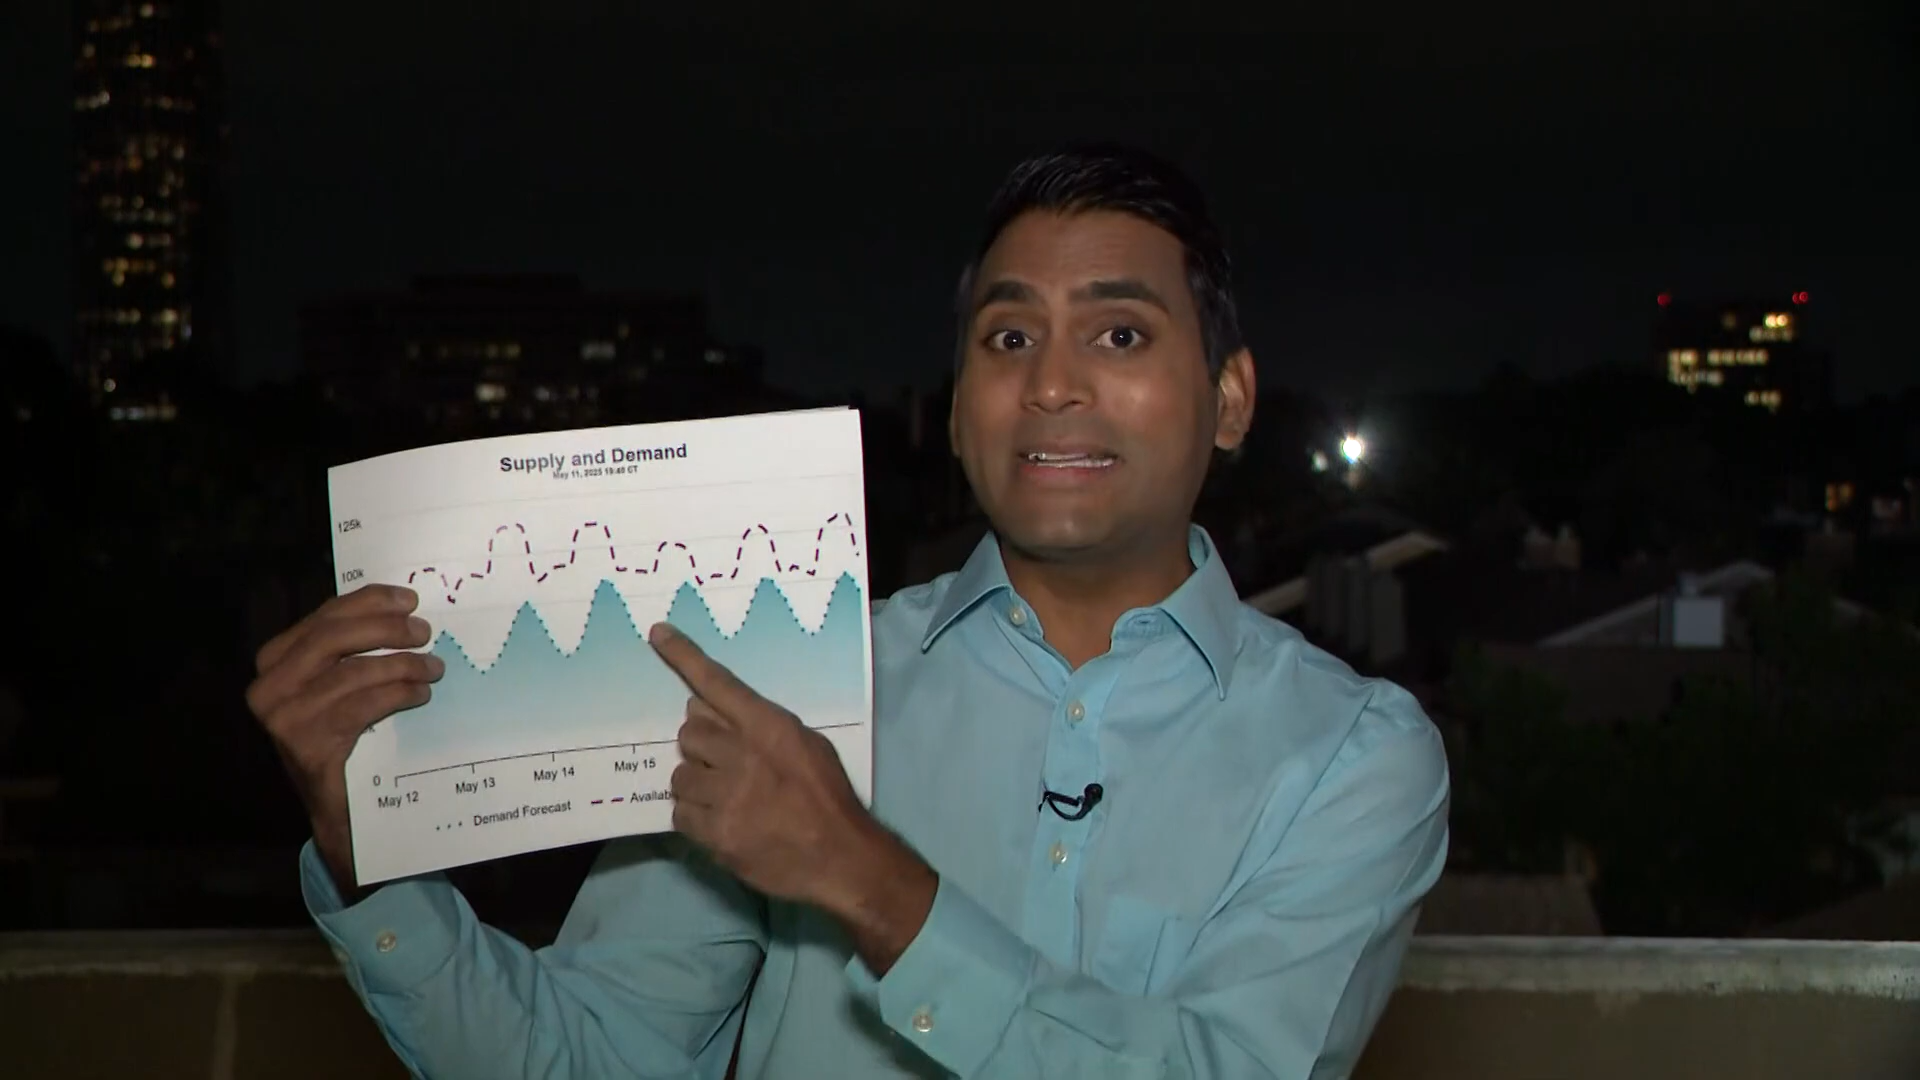 Supply and Demand
May 11, 2025 19:40 CT
125k
100k
k
0
May 12
May 13
May 14
May 15
Demand Forecast
Availab